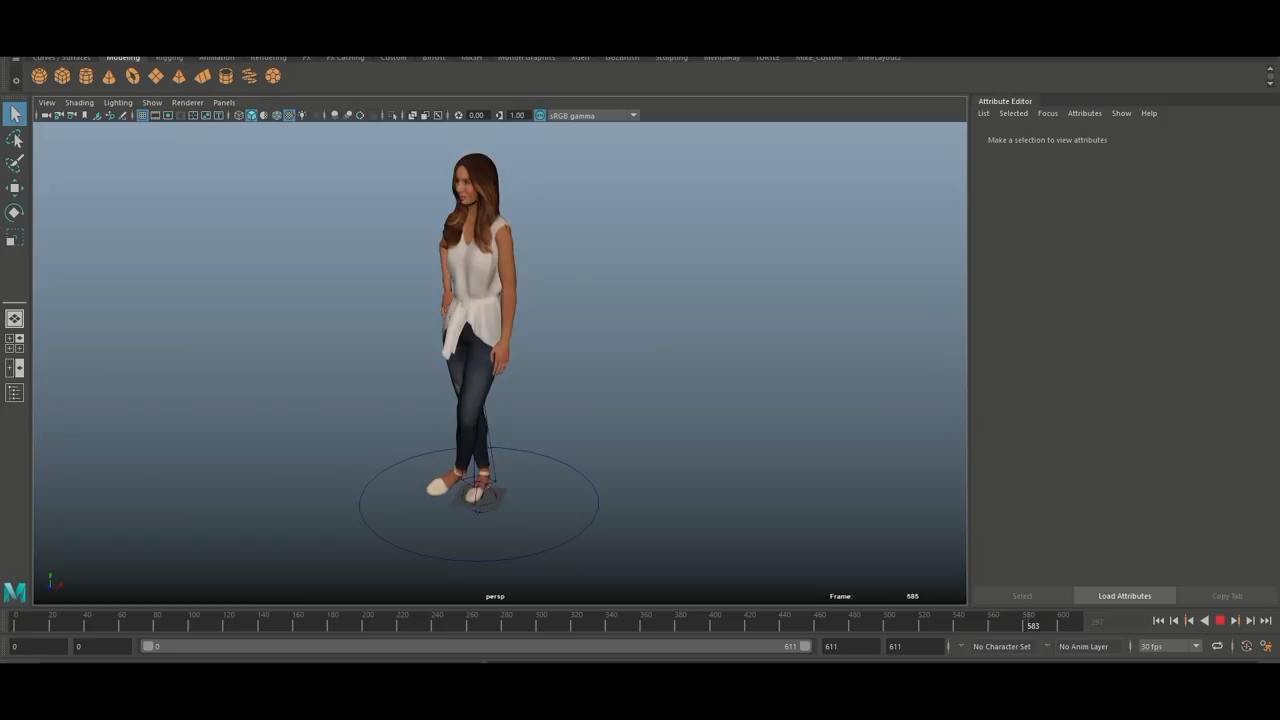 Curves / Surfaces Modeling Rigging Animation Rendering FX FX Caching Custom Bifrost MASH Motion Graphics XGen GoZBrush Sculpting MentalRay TURTLE
View Shading Lighting Show Renderer Panels
0.00 1.00 sRGB gamma
Attribute Editor
List Selected Focus Attributes Show Help
Make a selection to view attributes
persp
Frame: 585
Select Load Attributes Copy Tab
0 20 40 60 80 100 120 140 160 180 200 220 240 260 280 300 320 340 360 380 400 420 440 460 480 500 520 540 560 580 600
583
297
0 0 0 611 611 611 No Character Set No Anim Layer 30 fps